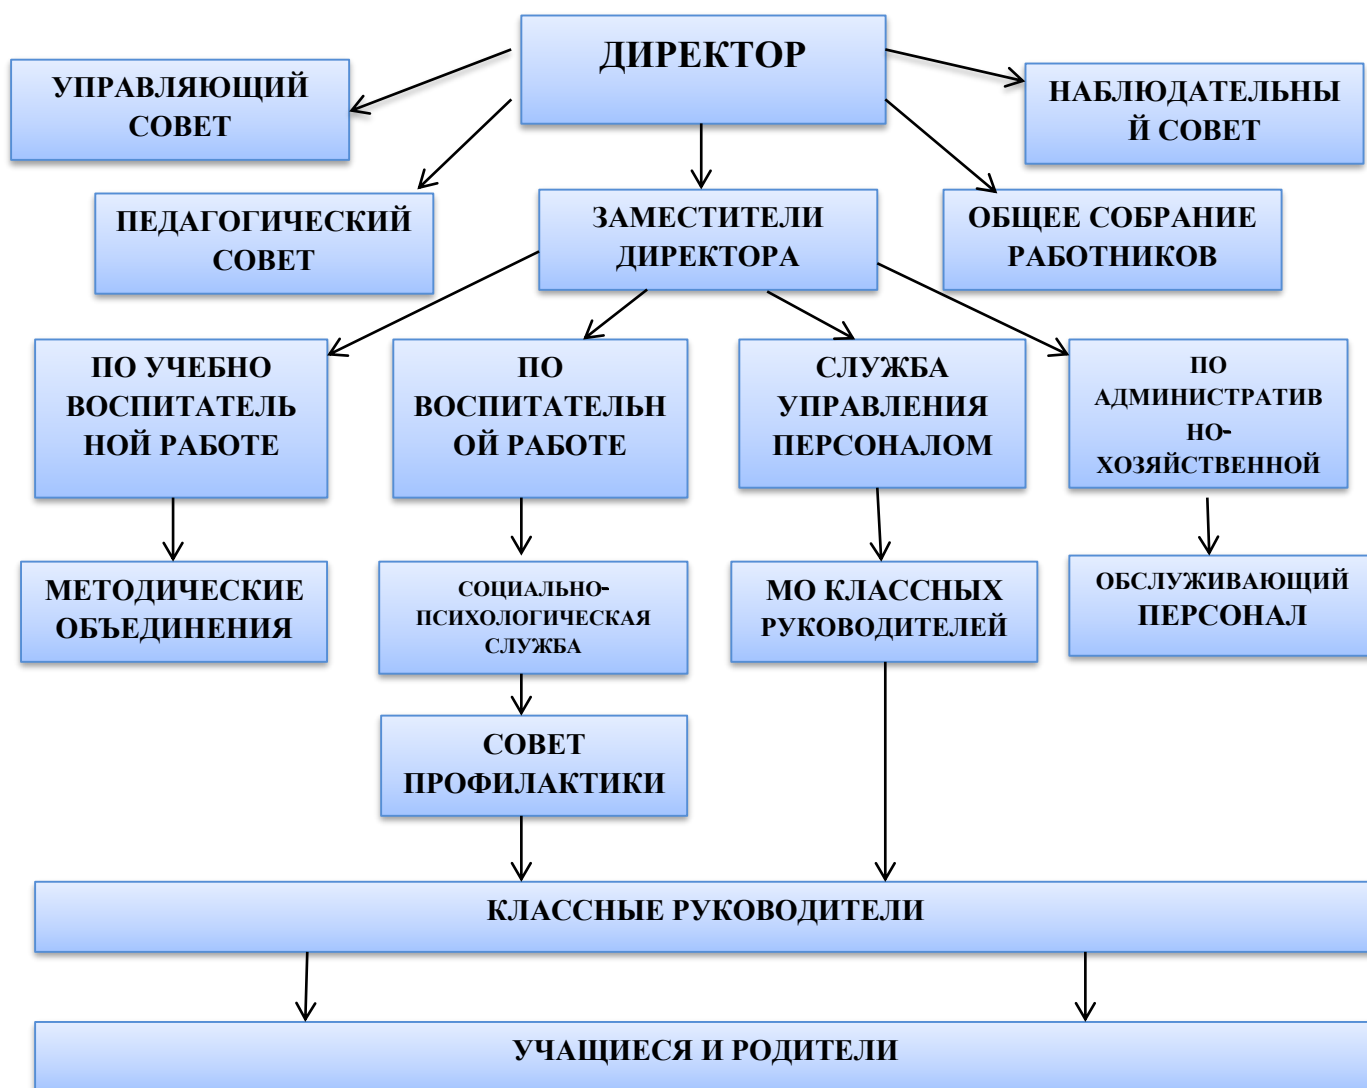 ДИРЕКТОР
УПРАВЛЯЮЩИЙ
СОВЕТ
НАБЛЮДАТЕЛЬНЫ
Й СОВЕТ
ПЕДАГОГИЧЕСКИЙ
СОВЕТ
ЗАМЕСТИТЕЛИ
ДИРЕКТОРА
ОБЩЕЕ СОБРАНИЕ
РАБОТНИКОВ
ПО УЧЕБНО
ВОСПИТАТЕЛЬ
НОЙ РАБОТЕ
ПО
ВОСПИТАТЕЛЬН
ОЙ РАБОТЕ
СЛУЖБА
УПРАВЛЕНИЯ
ПЕРСОНАЛОМ
ПО
АДМИНИСТРАТИВ
НО-
ХОЗЯЙСТВЕННОЙ
МЕТОДИЧЕСКИЕ
ОБЪЕДИНЕНИЯ
СОЦИАЛЬНО-
ПСИХОЛОГИЧЕСКАЯ
СЛУЖБА
МО КЛАССНЫХ
РУКОВОДИТЕЛЕЙ
ОБСЛУЖИВАЮЩИЙ
ПЕРСОНАЛ
СОВЕТ
ПРОФИЛАКТИКИ
КЛАССНЫЕ РУКОВОДИТЕЛИ
УЧАЩИЕСЯ И РОДИТЕЛИ